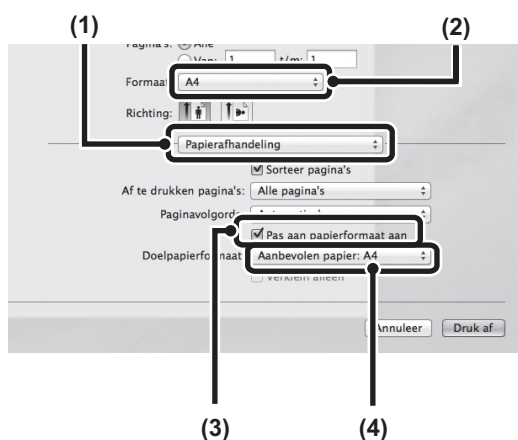 (1) (2)
Pagina's: Alle
Van: 1 t/m: 1
Formaat: A4
Richting:
Papierafhandeling
Sorteer pagina's
Af te drukken pagina's: Alle pagina's
Paginavolgorde
Pas aan papierformaat aan
Doelpapierformaat Aanbevolen papier: A4
Verklein alleen
Annuleer Druk af
(3) (4)